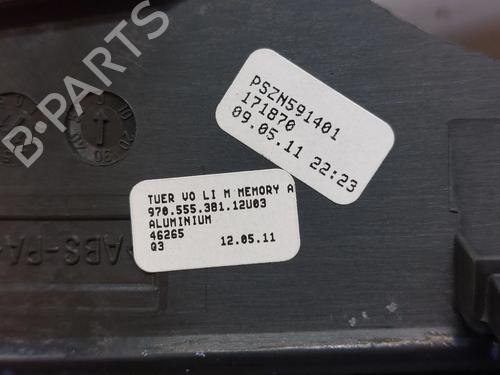 PSZN591401
171870
09.05.11 22:23
TUER VO LI M MEMORY A
970.555.381.12U03
ALUMINIUM
46265
Q3 12.05.11
B-PARTS
ABS-PA